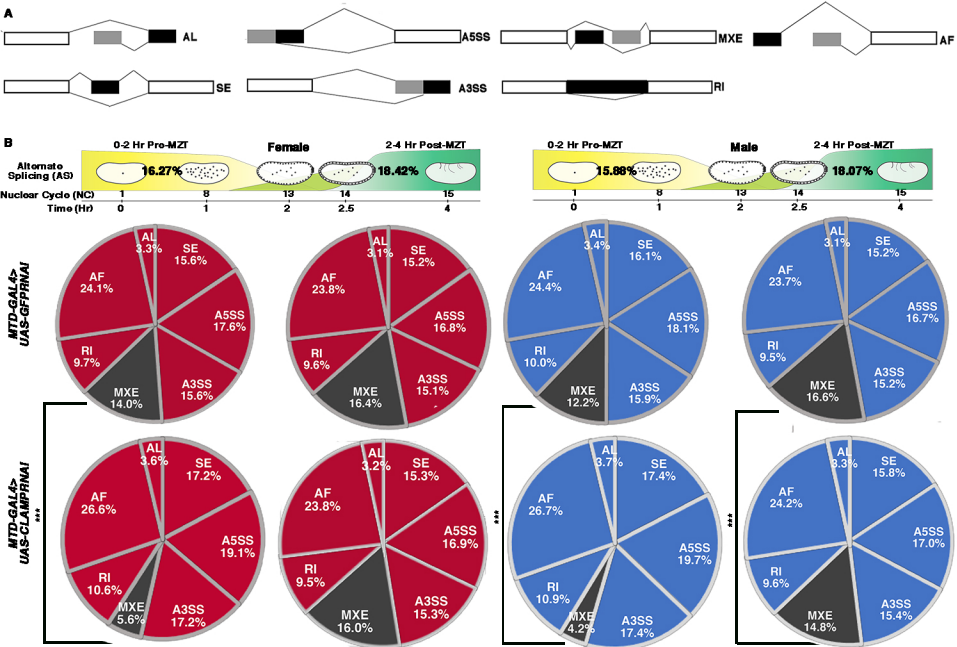 A
AL
A5SS
MXE
AF
SE
A3SS
RI
B
0-2 Hr Pro-MZT
Female
2-4 Hr Post-MZT
0-2 Hr Pro-MZT
Male
2-4 Hr Post-MZT
Alternato
Splicing (AS)
16.27%
18.42%
15.88%
18.07%
Nuclear Cycle (NC)
1
8
13
14
15
1
8
13
14
15
Time (Hr)
0
1
2
2.5
4
0
1
2
2.5
4
MTD-GAL4>
UAS-GFPRNAI
AL
3.3%
SE
15.6%
A5SS
17.6%
A3SS
15.6%
MXE
14.0%
RI
9.7%
AF
24.1%
AL
3.1%
SE
15.2%
A5SS
16.8%
A3SS
15.1%
MXE
16.4%
RI
9.6%
AF
23.8%
AL
3.4%
SE
16.1%
A5SS
18.1%
A3SS
15.9%
MXE
12.2%
RI
10.0%
AF
24.4%
AL
3.1%
SE
15.2%
A5SS
16.7%
A3SS
15.2%
MXE
16.6%
RI
9.5%
AF
23.7%
MTD-GAL4>
UAS-CLAMPRNAI
***
AL
3.6%
SE
17.2%
A5SS
19.1%
A3SS
17.2%
MXE
5.6%
RI
10.6%
AF
26.6%
AL
3.2%
SE
15.3%
A5SS
16.9%
A3SS
15.3%
MXE
16.0%
RI
9.5%
AF
23.8%
***
AL
3.7%
SE
17.4%
A5SS
19.7%
A3SS
17.4%
MXE
4.2%
RI
10.9%
AF
26.7%
***
AL
3.3%
SE
15.8%
A5SS
17.0%
A3SS
15.4%
MXE
14.8%
RI
9.6%
AF
24.2%